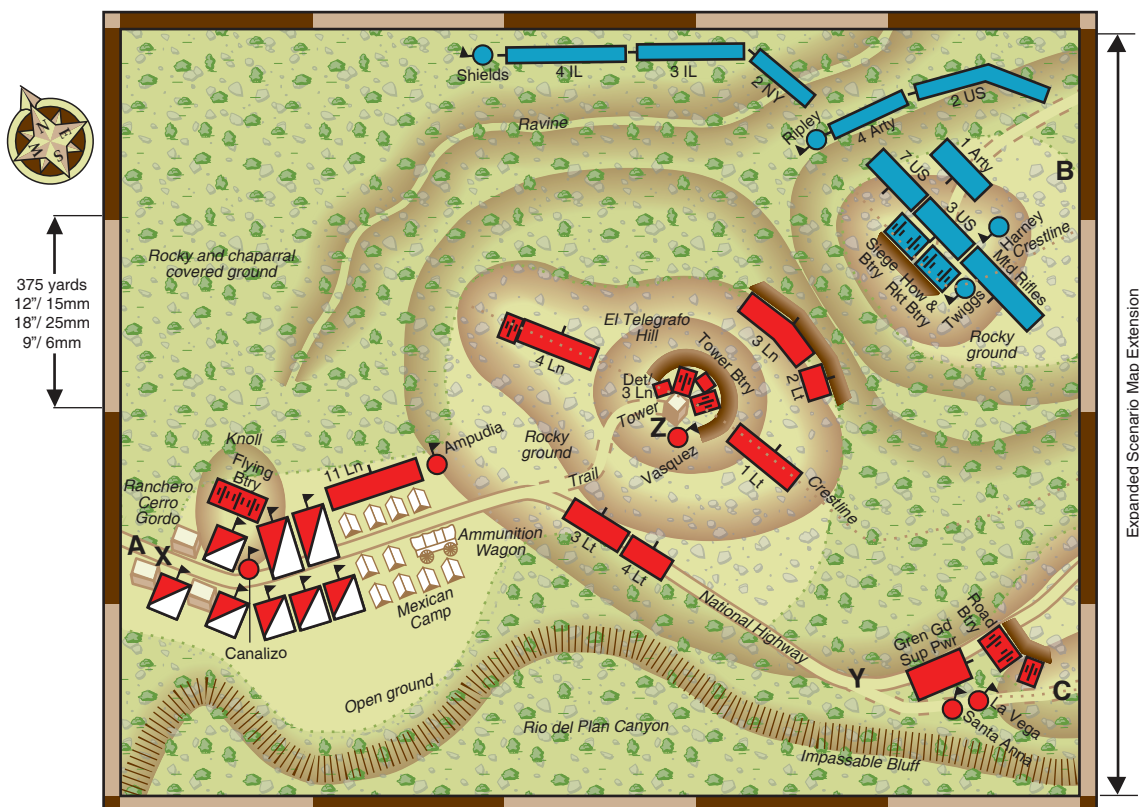 Shields
4 IL
3 IL
2 NY
Ripley
4 Arty
2 US
Ravine
7 US
1 Arty
B
3 US
Harney
Crestline
Mtd Rifles
Siege
Btry
How &
Rkt Btry
Twiggs
Rocky
ground
N
E
S
W
375 yards
12"/ 15mm
18"/ 25mm
9"/ 6mm
Rocky and chaparral
covered ground
El Telegrafo
Hill
4 Ln
3 Ln
2 Lt
Tower Btry
Det
3 Ln
Tower
Z
Vasquez
1 Lt
Crestline
Rocky
ground
Trail
Knoll
Flying
Btry
11 Ln
Ampudia
Ranchero
Cerro
Gordo
A
X
Ammunition
Wagon
Mexican
Camp
Canalizo
3 Lt
4 Lt
National Highway
Open ground
Rio del Plan Canyon
Impassable Bluff
Y
Gren Gd
Sup Pwr
Road
Btry
C
La Vega
Santa Anna
Expanded Scenario Map Extension